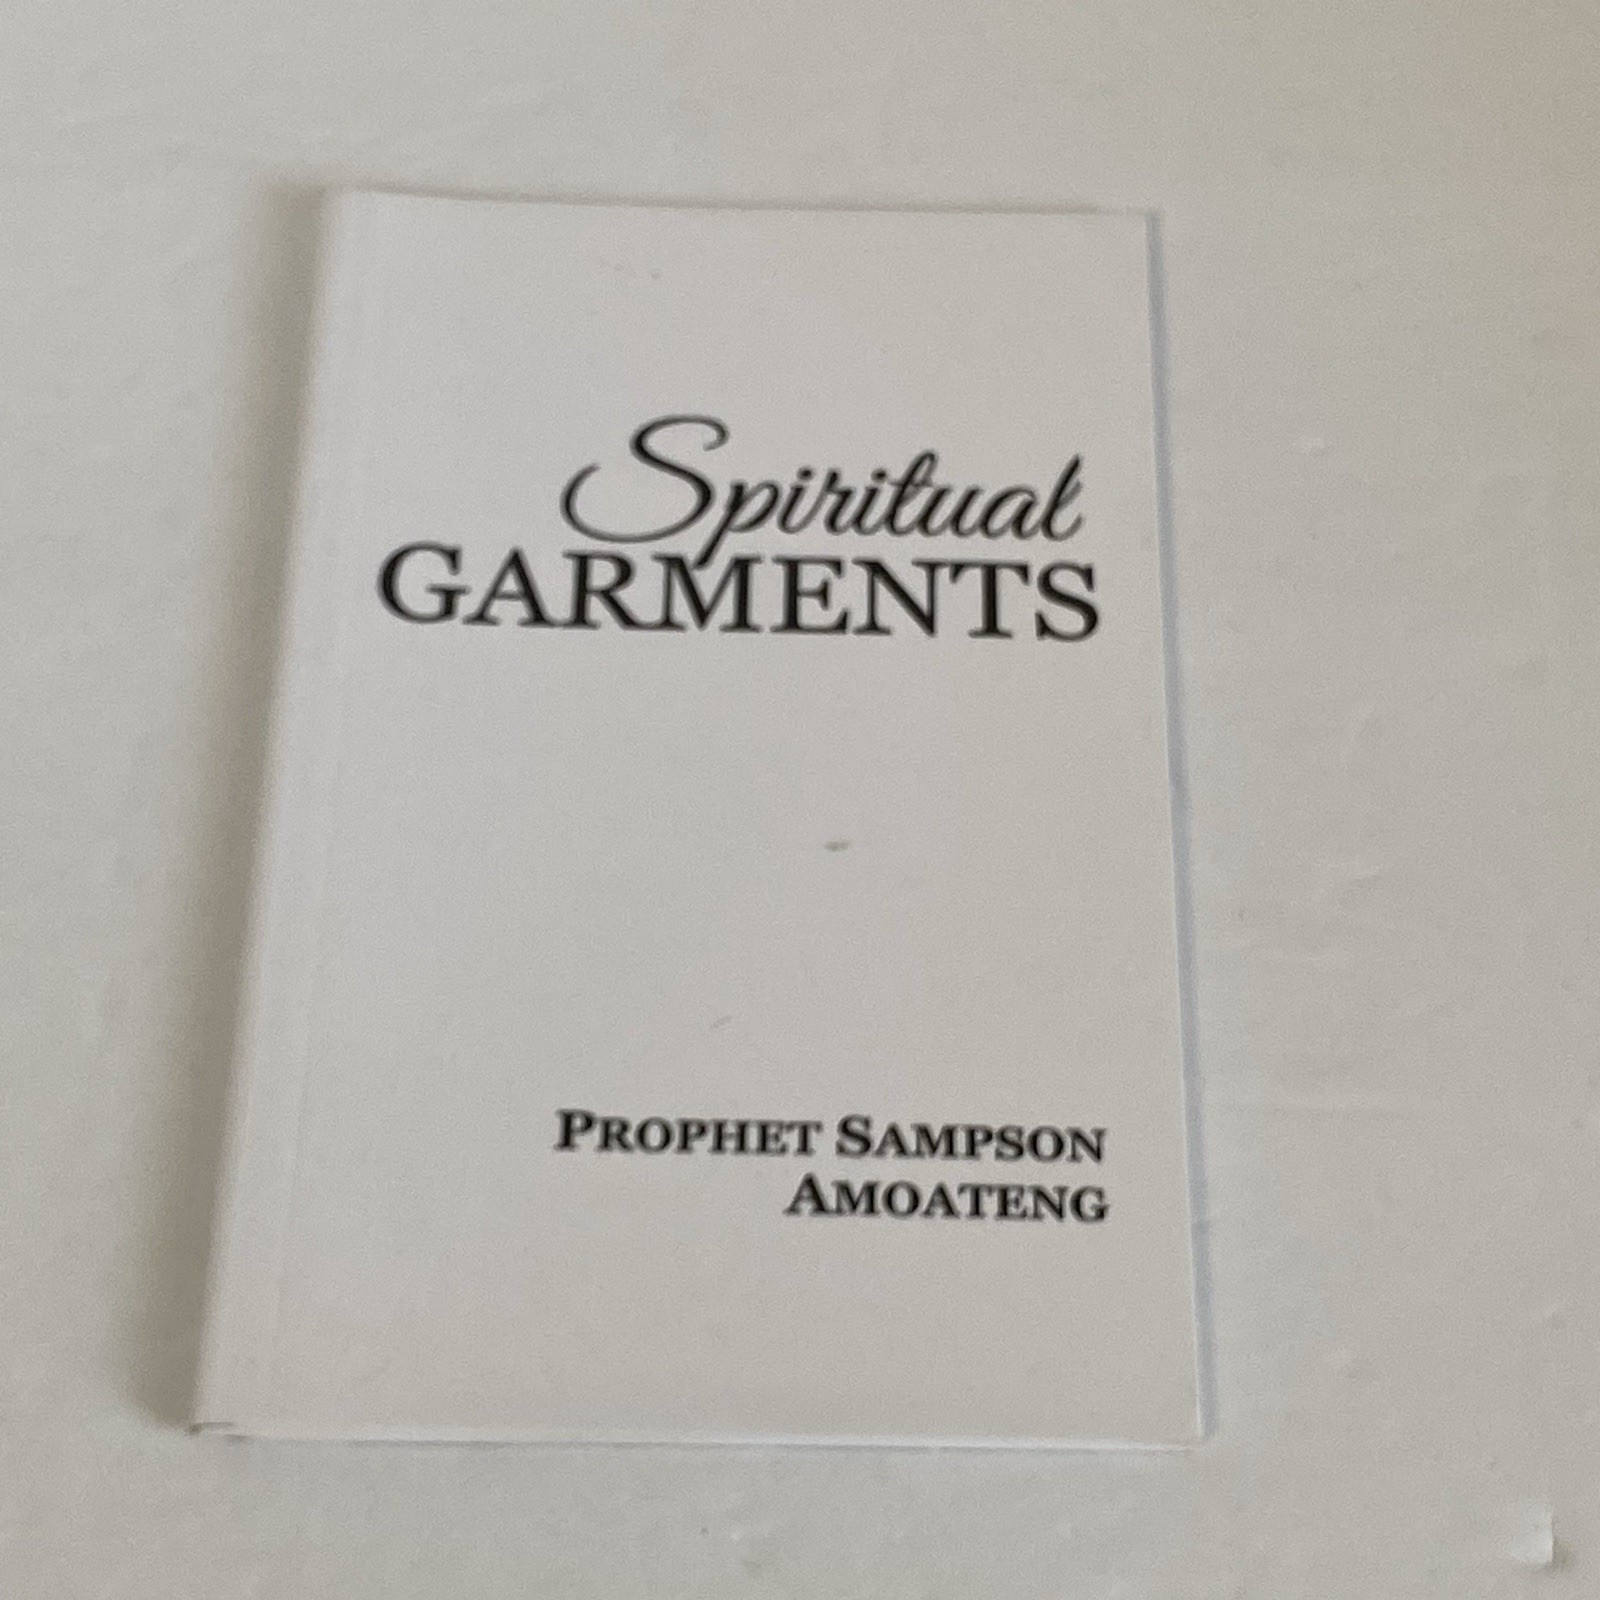 Spiritual
GARMENTS
PROPHET SAMPSON
AMOATENG